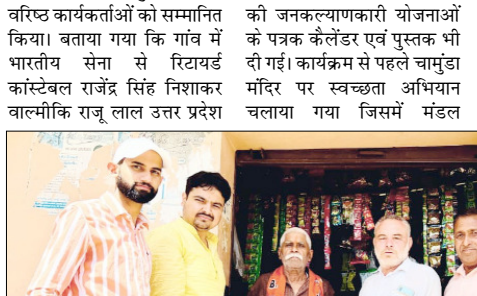 वरिष्ठ कार्यकर्ताओं को सम्मानित
किया। बताया गया कि गांव में
भारतीय सेना से रिटायर्ड
कांस्टेबल राजेंद्र सिंह निशाकर
वाल्मीकि राजू लाल उत्तर प्रदेश
की जनकल्याणकारी योजनाओं
के पत्रक कैलेंडर एवं पुस्तक भी
दी गई। कार्यक्रम से पहले चामुंडा
मंदिर पर स्वच्छता अभियान
चलाया गया जिसमें मंडल